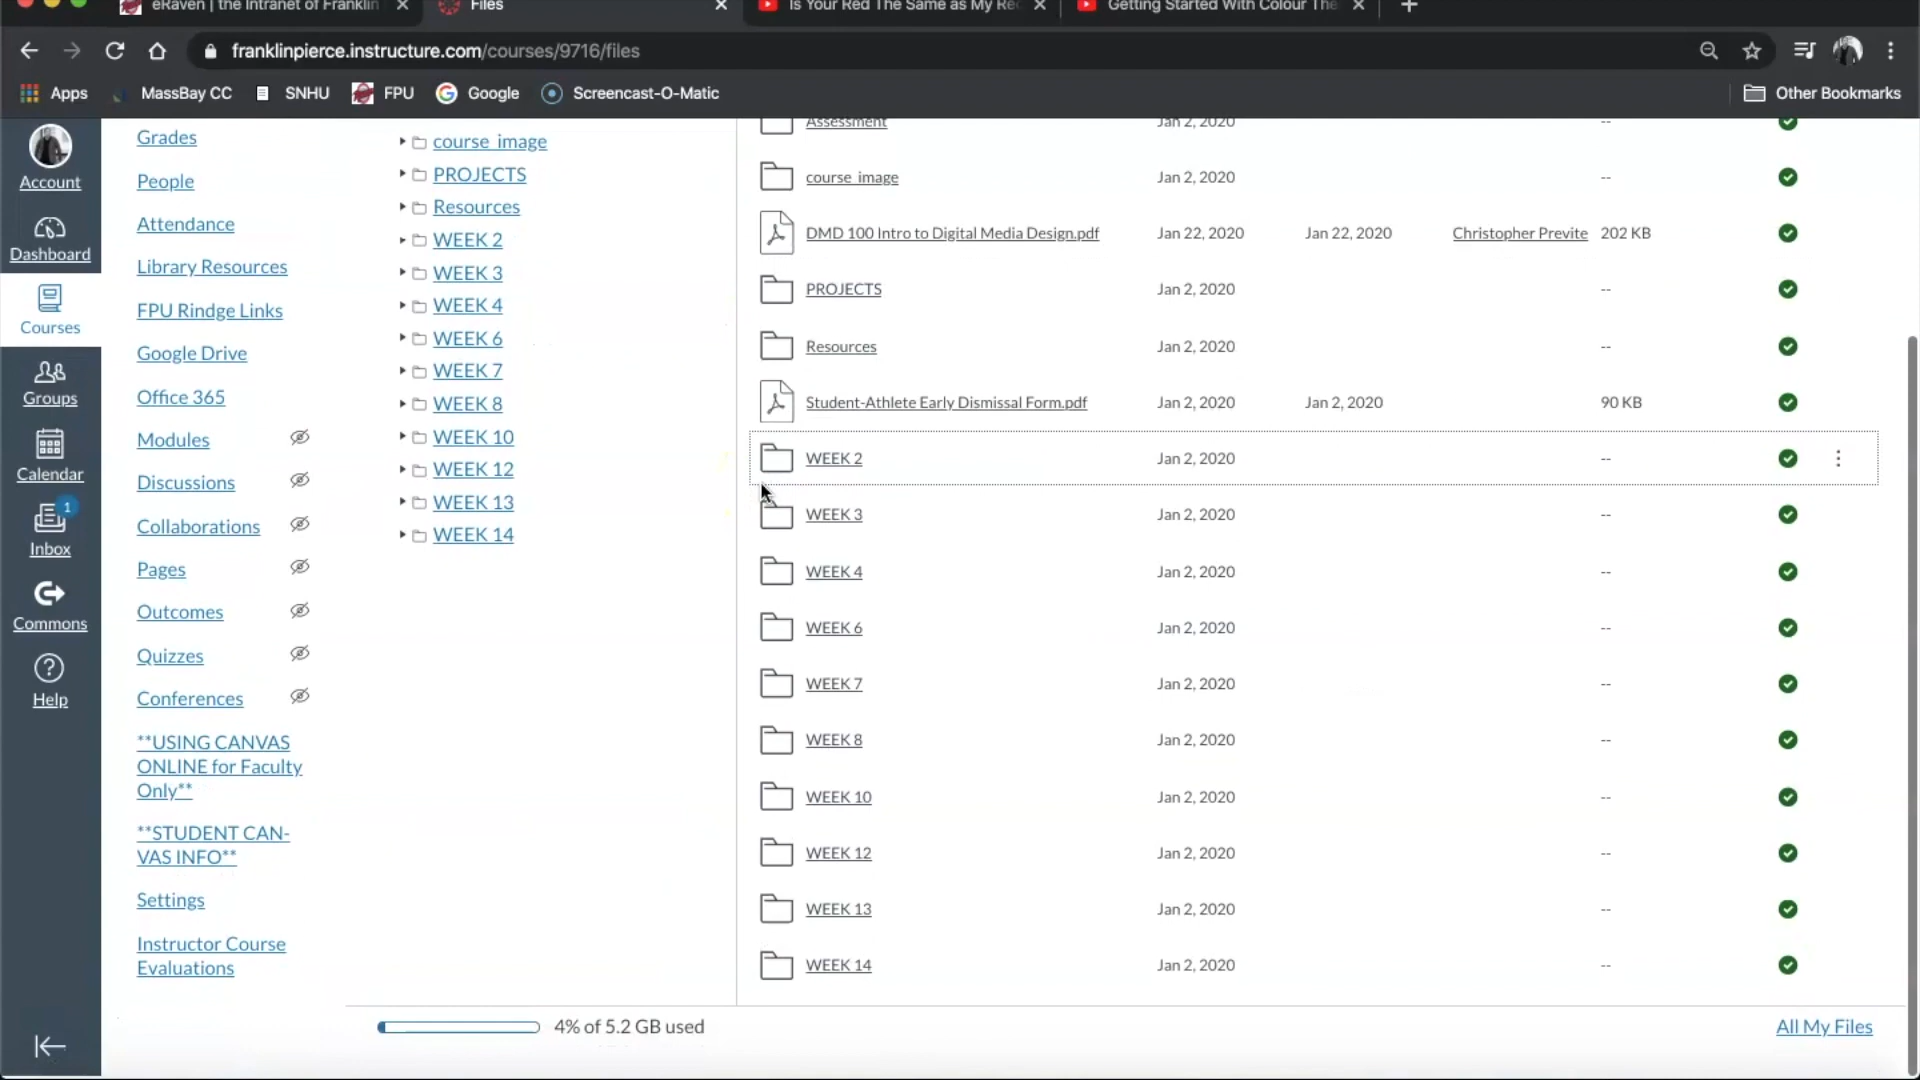 eRaven | the Intranet of Franklin
Files
Is Your Red The Same as My Re
Getting Started With Colour The
franklinpierce.instructure.com/courses/9716/files
Apps
MassBay CC
SNHU
FPU
Google
Screencast-O-Matic
Other Bookmarks
Account
Dashboard
Courses
Groups
Calendar
1
Inbox
Commons
Help
Grades
People
Attendance
Library Resources
FPU Rindge Links
Google Drive
Office 365
Modules
Discussions
Collaborations
Pages
Outcomes
Quizzes
Conferences
**USING CANVAS
ONLINE for Faculty
Only**
**STUDENT CAN-
VAS INFO**
Settings
Instructor Course
Evaluations
course_image
PROJECTS
Resources
WEEK 2
WEEK 3
WEEK 4
WEEK 6
WEEK 7
WEEK 8
WEEK 10
WEEK 12
WEEK 13
WEEK 14
Assessment Jan 2, 2020 --
course_image Jan 2, 2020 --
DMD 100 Intro to Digital Media Design.pdf Jan 22, 2020 Jan 22, 2020 Christopher Previte 202 KB
PROJECTS Jan 2, 2020 --
Resources Jan 2, 2020 --
Student-Athlete Early Dismissal Form.pdf Jan 2, 2020 Jan 2, 2020 90 KB
WEEK 2 Jan 2, 2020 --
WEEK 3 Jan 2, 2020 --
WEEK 4 Jan 2, 2020 --
WEEK 6 Jan 2, 2020 --
WEEK 7 Jan 2, 2020 --
WEEK 8 Jan 2, 2020 --
WEEK 10 Jan 2, 2020 --
WEEK 12 Jan 2, 2020 --
WEEK 13 Jan 2, 2020 --
WEEK 14 Jan 2, 2020 --
4% of 5.2 GB used
All My Files